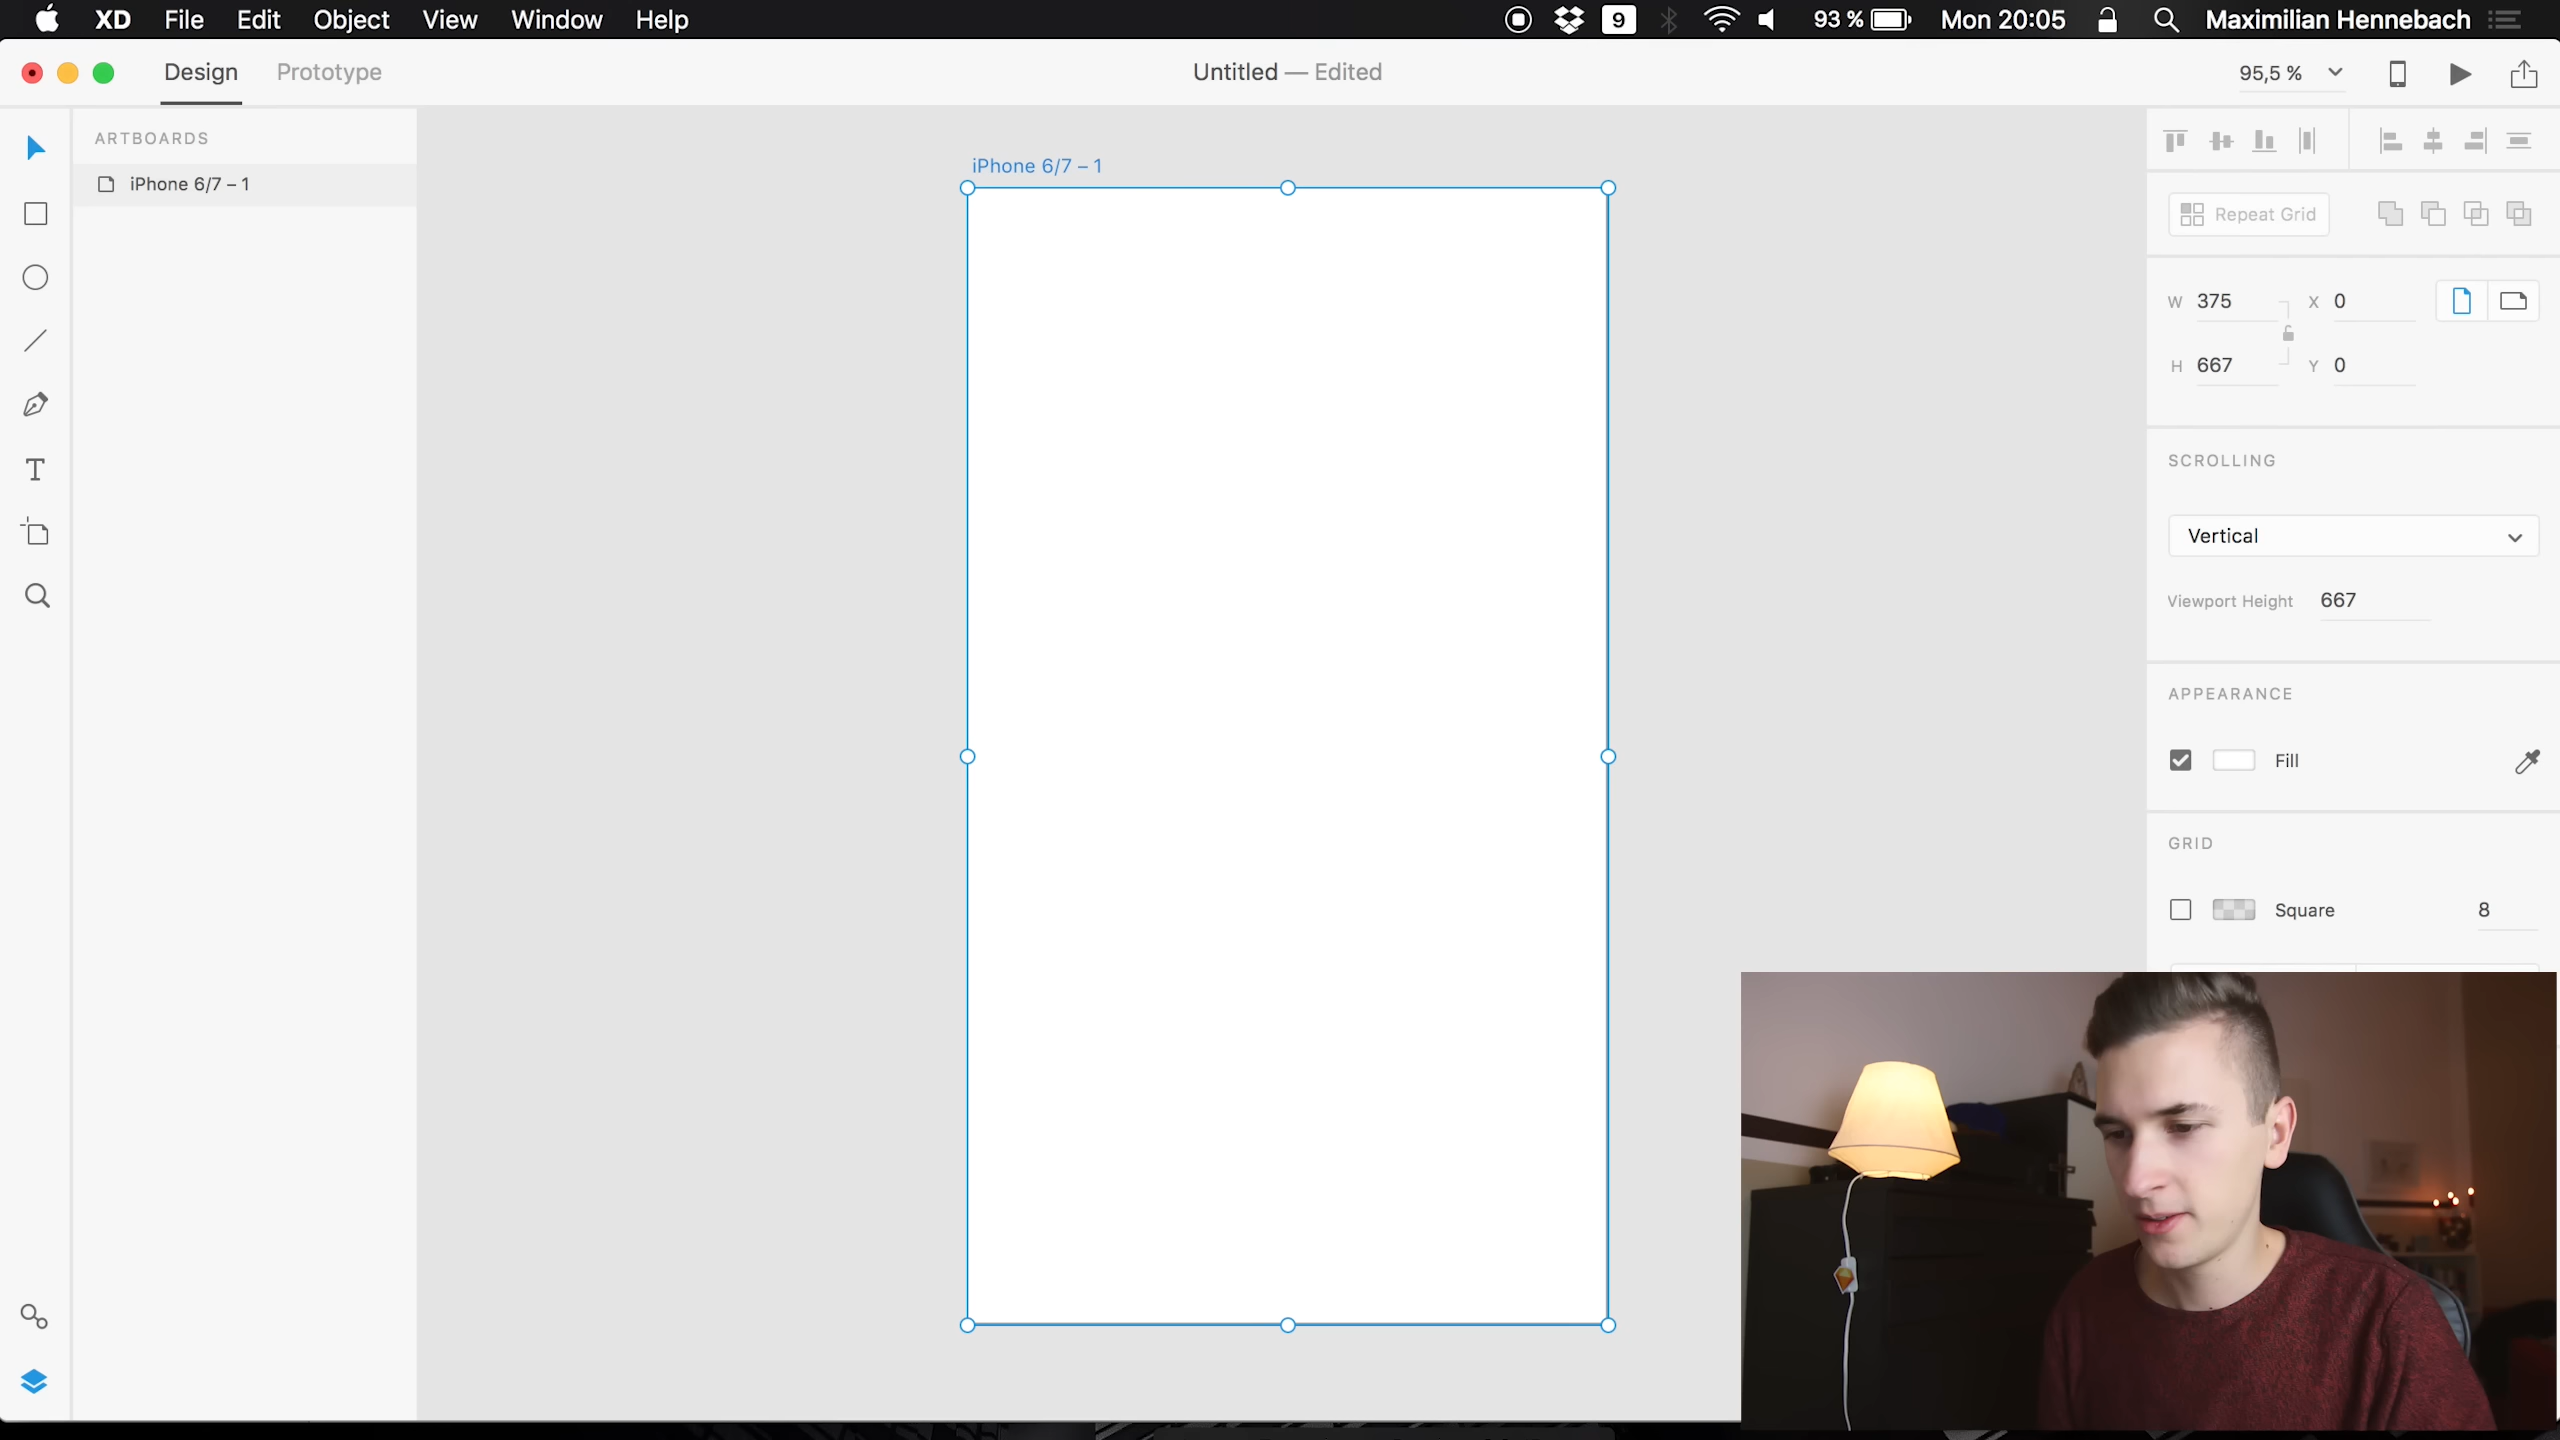 XD File Edit Object View Window Help 9 93 % Mon 20:05 Maximilian Hennebach
Design Prototype Untitled — Edited 95,5 %
ARTBOARDS
iPhone 6/7 – 1
iPhone 6/7 – 1
Repeat Grid
W 375 X 0
H 667 Y 0
SCROLLING
Vertical
Viewport Height 667
APPEARANCE
Fill
GRID
Square 8